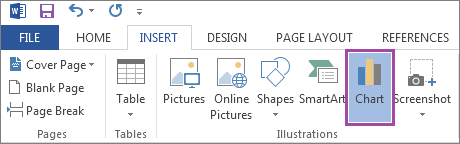 FILE HOME INSERT DESIGN PAGE LAYOUT REFERENCES
Cover Page
Blank Page
Page Break
Pages
Table
Tables
Pictures
Online
Pictures
Shapes
SmartArt
Chart
Screenshot
Illustrations